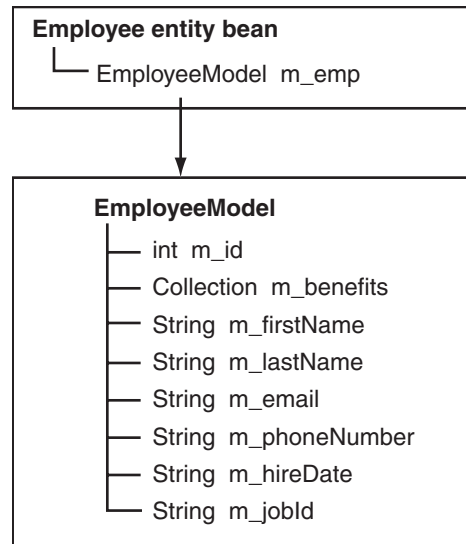 Employee entity bean
EmployeeModel m_emp
EmployeeModel
int m_id
Collection m_benefits
String m_firstName
String m_lastName
String m_email
String m_phoneNumber
String m_hireDate
String m_jobId